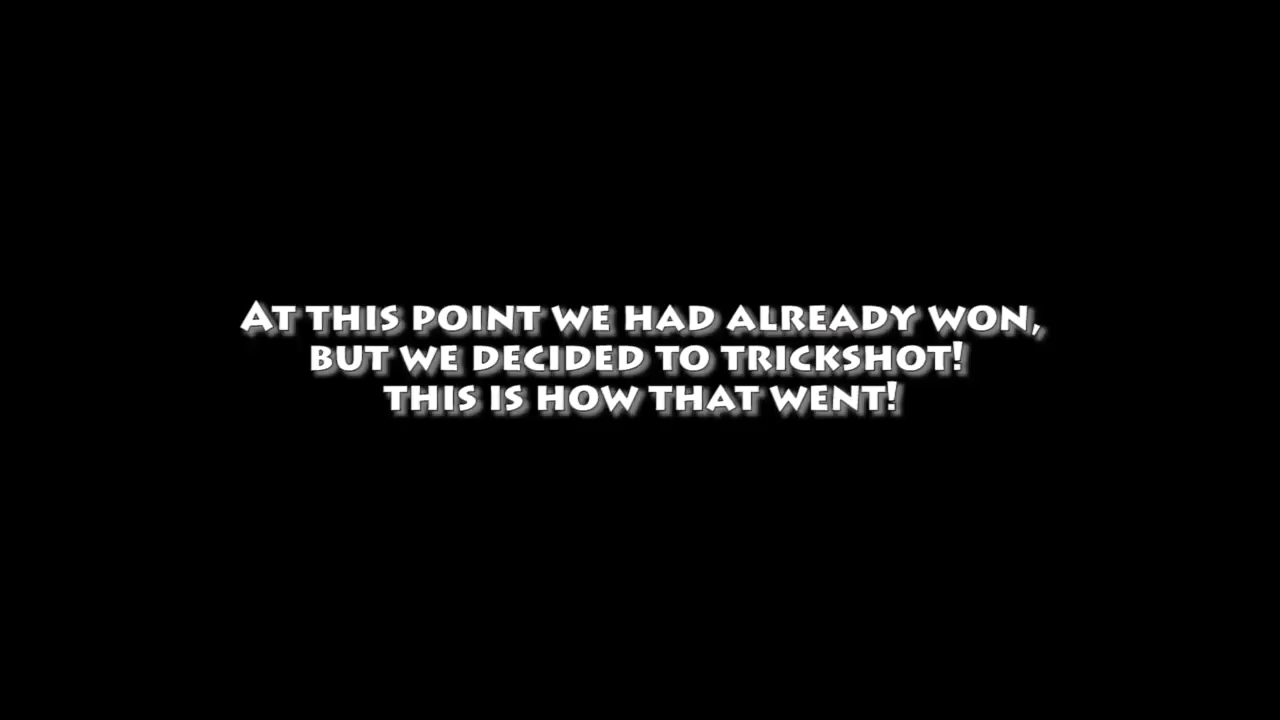 At this point we had already won,
but we decided to trickshot!
this is how that went!